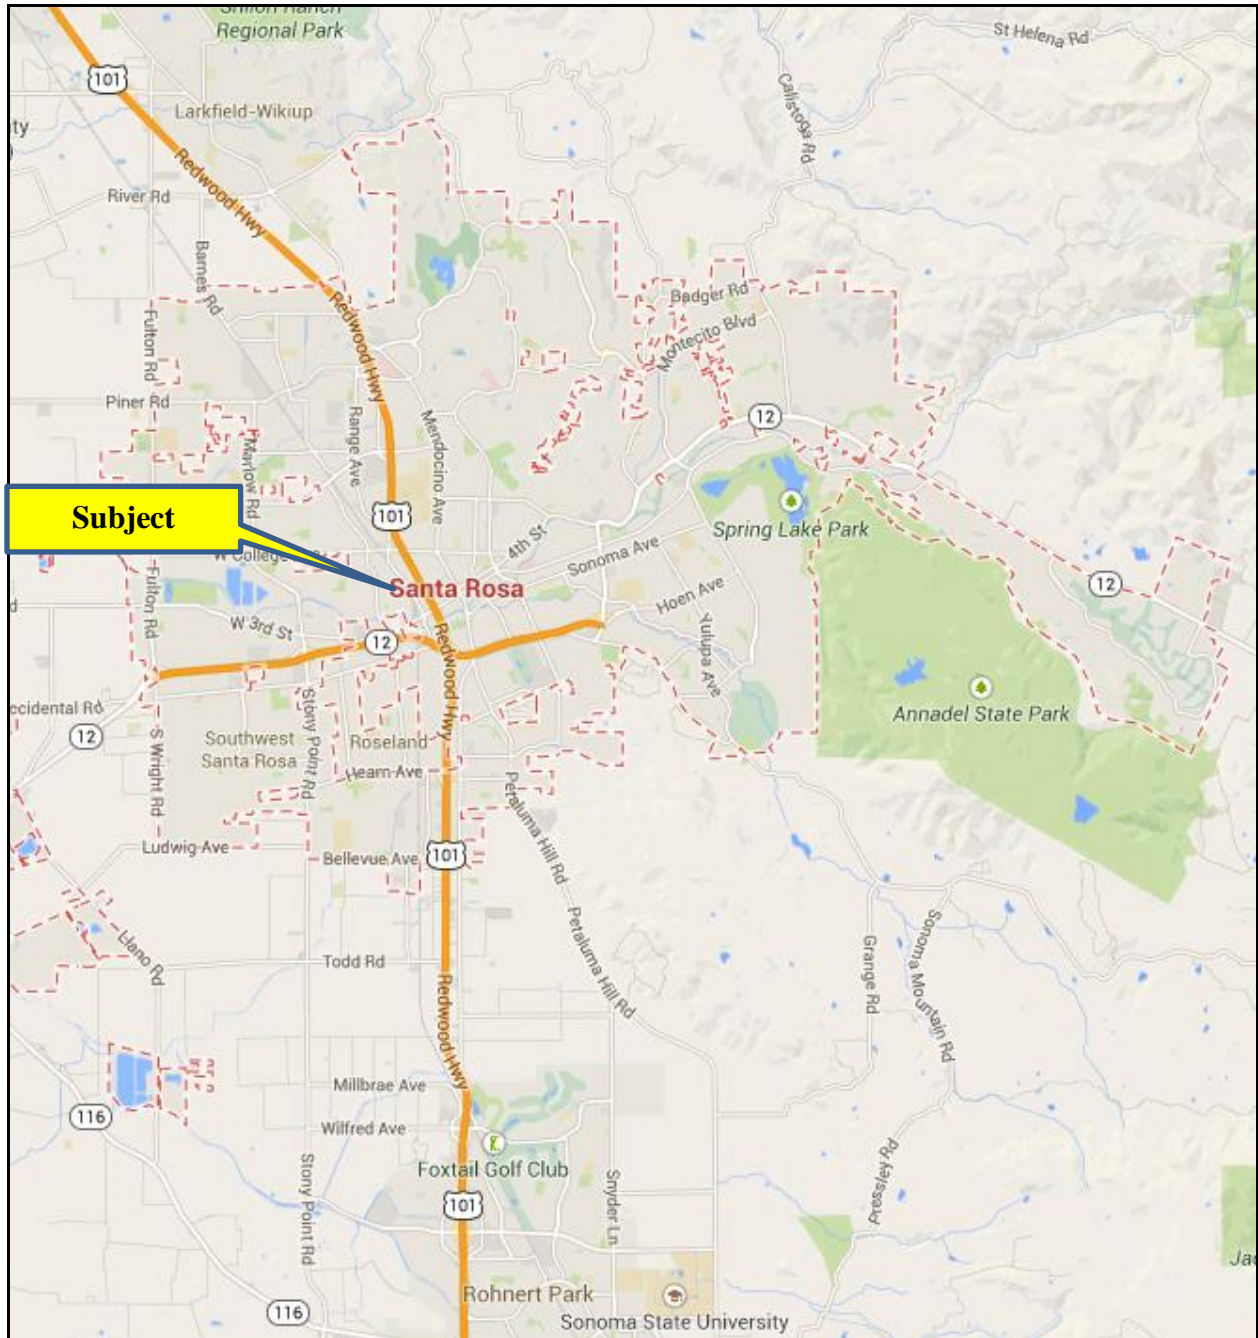 Regional Park
St Helena Rd
101
Calistoga Rd
Larkfield-Wikiup
ty
Redwood Hwy
River Rd
Barnes Rd
Badger Rd
Redwood Hwy
Montecito Blvd
Fulton Rd
Piner Rd
Range Ave
Mendocino Ave
12
Marlow Rd
101
Subject
Spring Lake Park
4th St
W College
Sonoma Ave
Fulton Rd
Santa Rosa
12
Hoen Ave
W 3rd St
Yulupa Ave
12
Redwood Hwy
Annadel State Park
ccidental Rd
12
Stony Point Rd
S Wright Rd
Southwest
Santa Rosa
Roseland
Hearn Ave
Petaluma Hill Rd
Ludwig Ave
Bellevue Ave
101
Petaluma Hill Rd
Sonoma Mountain Rd
Grange Rd
Llano Rd
Todd Rd
Redwood Hwy
Millbrae Ave
116
Wilfred Ave
Foxtail Golf Club
Pressley Rd
Stony Point Rd
Snyder Ln
101
Jac
Rohnert Park
116
Sonoma State University